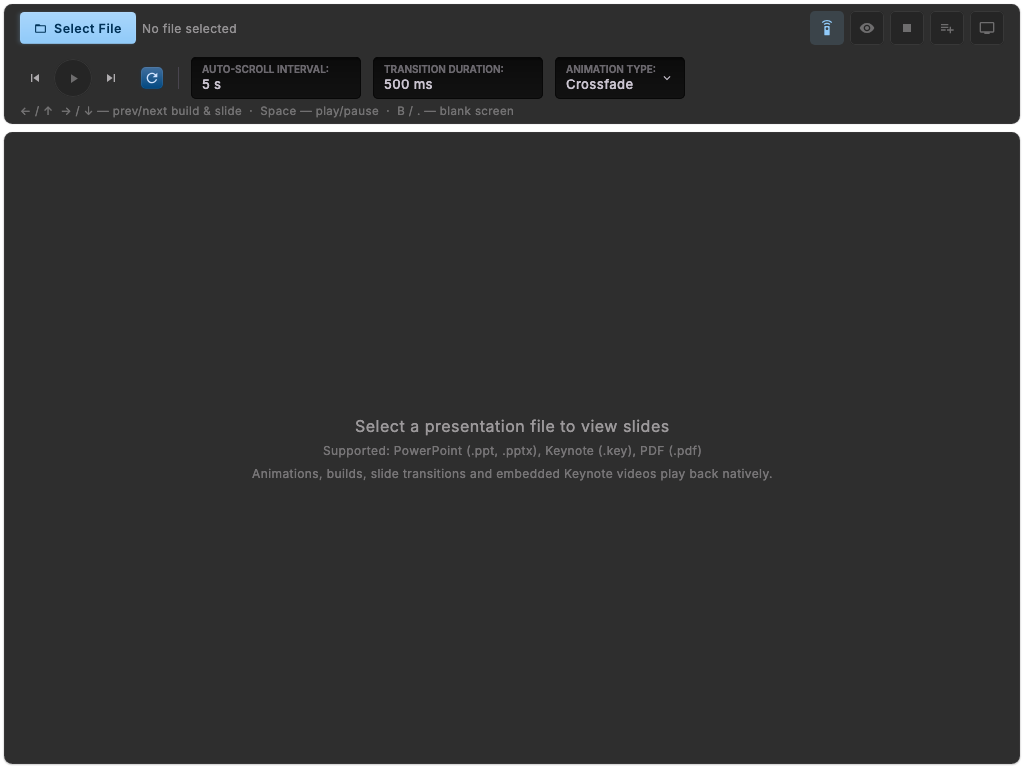 Select File
No file selected
AUTO-SCROLL INTERVAL:
5 s
TRANSITION DURATION:
500 ms
ANIMATION TYPE:
Crossfade
← / ↑ → / ↓ — prev/next build & slide · Space — play/pause · B / . — blank screen
Select a presentation file to view slides
Supported: PowerPoint (.ppt, .pptx), Keynote (.key), PDF (.pdf)
Animations, builds, slide transitions and embedded Keynote videos play back natively.